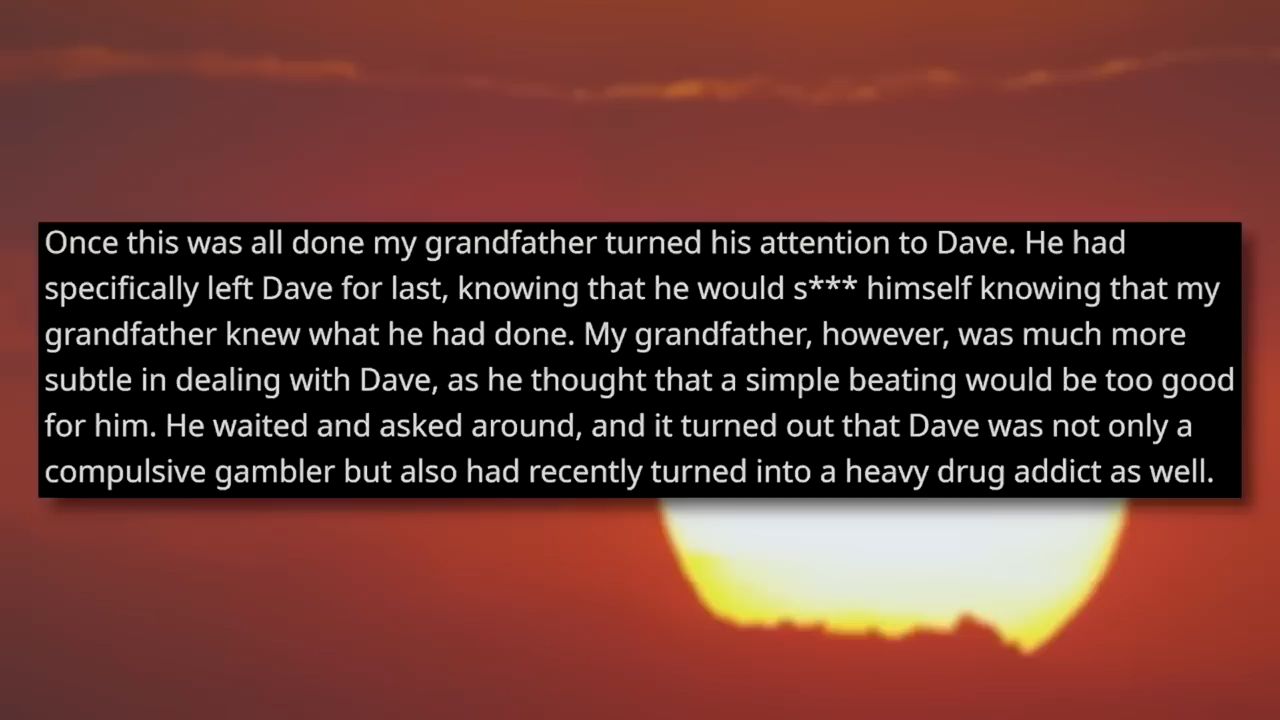 Once this was all done my grandfather turned his attention to Dave. He had
specifically left Dave for last, knowing that he would s*** himself knowing that my
grandfather knew what he had done. My grandfather, however, was much more
subtle in dealing with Dave, as he thought that a simple beating would be too good
for him. He waited and asked around, and it turned out that Dave was not only a
compulsive gambler but also had recently turned into a heavy drug addict as well.